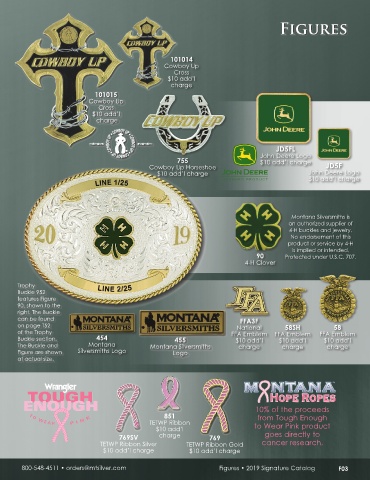 FIGURES
COWBOY UP
COWBOY UP
101014
Cowboy Up
Cross
$10 add'l
charge
101015
Cowboy Up
Cross
$10 add'l
charge
COWBOY UP
755
Cowboy Up Horseshoe
$10 add'l charge
JOHN DEERE
JDSFL
John Deere Logo
$10 add'l charge
JOHN DEERE
JDSF
John Deere Logo
$10 add'l charge
LINE 1/25
20
19
H H H H
LINE 2/25
90
4-H Clover
Montana Silversmiths is
an authorized supplier of
4-H buckles and jewelry.
No endorsement of this
product or service by 4-H
is implied or intended.
Protected under U.S.C. 707.
Trophy
Buckle 952
features Figure
90, shown to the
right. The Buckle
can be found
on page 152
of the Trophy
Buckle section.
The Buckle and
Figure are shown
at actual size.
MONTANA
SILVERSMITHS
454
Montana
Silversmiths Logo
MONTANA
SILVERSMITHS
455
Montana Silversmiths
Logo
FFA
FFA3F
National
FFA Emblem
$10 add'l
charge
58SH
FFA Emblem
$10 add'l
charge
58
FFA Emblem
$10 add'l
charge
Wrangler
TOUGH
ENOUGH
TO WEAR PINK
769SV
TETWP Ribbon Silver
$10 add'l charge
851
TETWP Ribbon
$10 add'l
charge
769
TETWP Ribbon Gold
$10 add'l charge
MONTANA
HOPE ROPES
10% of the proceeds
from Tough Enough
to Wear Pink product
goes directly to
cancer research.
800-548-4511 • orders@mtsilver.com
Figures • 2019 Signature Catalog F03